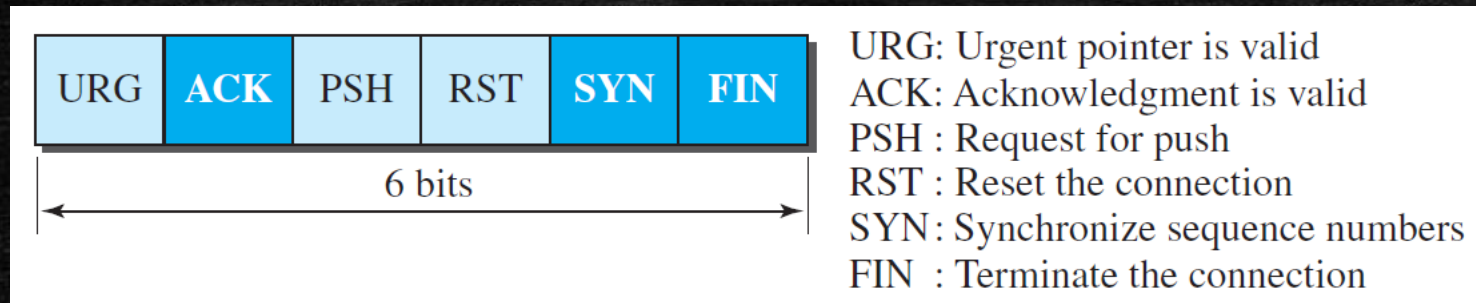 URG ACK PSH RST SYN FIN
6 bits
URG: Urgent pointer is valid
ACK: Acknowledgment is valid
PSH : Request for push
RST : Reset the connection
SYN: Synchronize sequence numbers
FIN : Terminate the connection